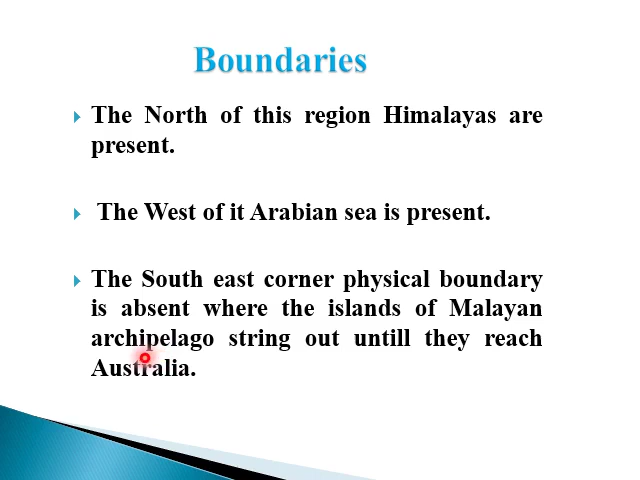 Boundaries
The North of this region Himalayas are
present.
The West of it Arabian sea is present.
The South east corner physical boundary
is absent where the islands of Malayan
archipelago string out untill they reach
Australia.